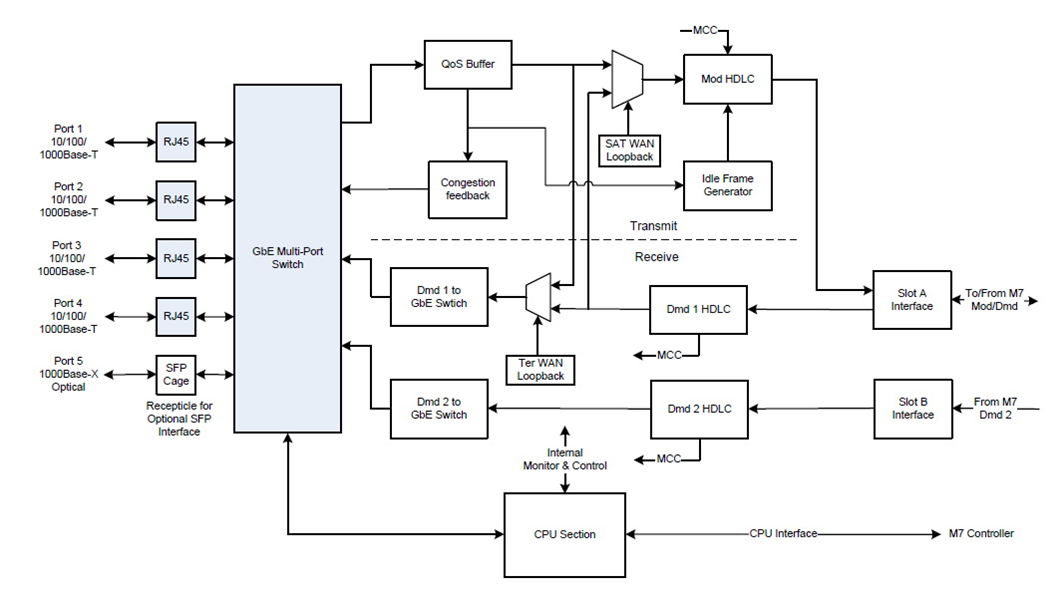 MCC
QoS Buffer
Mod HDLC
Port 1
10/100/
1000Base-T
RJ45
SAT WAN
Loopback
Port 2
10/100/
1000Base-T
RJ45
Congestion
feedback
Idle Frame
Generator
Transmit
Port 3
10/100/
1000Base-T
RJ45
GbE Multi-Port
Switch
Receive
Dmd 1 to
GbE Swtich
Dmd 1 HDLC
Slot A
Interface
To/From M7
Mod/Dmd
Port 4
10/100/
1000Base-T
RJ45
MCC
Port 5
1000Base-X
Optical
SFP
Cage
Ter WAN
Loopback
Recepticle for
Optional SFP
Interface
Dmd 2 to
GbE Switch
Dmd 2 HDLC
Slot B
Interface
From M7
Dmd 2
Internal
Monitor & Control
MCC
CPU Section
CPU Interface
M7 Controller